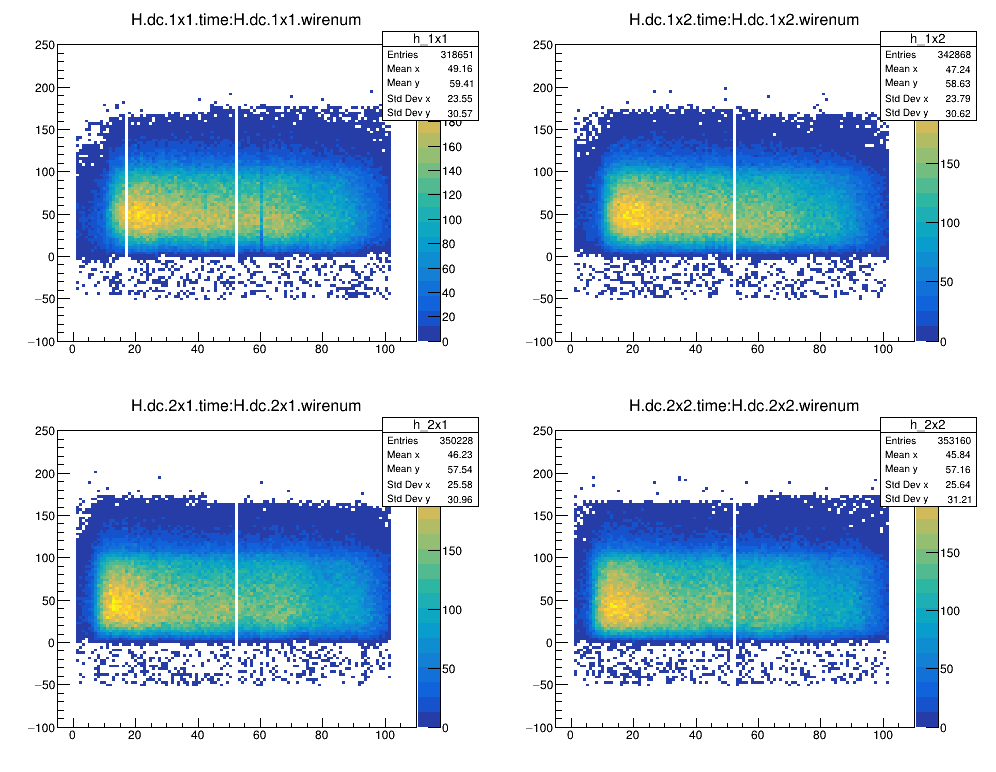 H.dc.1x1.time:H.dc.1x1.wirenum
h_1x1
Entries 318651
Mean x 49.16
Mean y 59.41
Std Dev x 23.55
Std Dev y 30.57
250
200
150
100
50
0
−50
−100
0 20 40 60 80 100
180
160
140
120
100
80
60
40
20
0
H.dc.1x2.time:H.dc.1x2.wirenum
h_1x2
Entries 342868
Mean x 47.24
Mean y 58.63
Std Dev x 23.79
Std Dev y 30.62
250
200
150
100
50
0
−50
−100
0 20 40 60 80 100
150
100
50
0
H.dc.2x1.time:H.dc.2x1.wirenum
h_2x1
Entries 350228
Mean x 46.23
Mean y 57.54
Std Dev x 25.58
Std Dev y 30.96
250
200
150
100
50
0
−50
−100
0 20 40 60 80 100
150
100
50
0
H.dc.2x2.time:H.dc.2x2.wirenum
h_2x2
Entries 353160
Mean x 45.84
Mean y 57.16
Std Dev x 25.64
Std Dev y 31.21
250
200
150
100
50
0
−50
−100
0 20 40 60 80 100
150
100
50
0